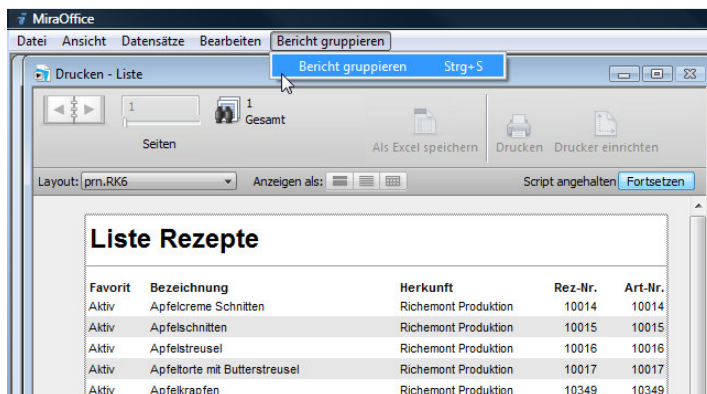 MiraOffice
Datei Ansicht Datensätze Bearbeiten Bericht gruppieren
Bericht gruppieren Strg+S
Drucken - Liste
1
1
Gesamt
Seiten
Als Excel speichern Drucken Drucker einrichten
Layout: prn.RK6 Anzeigen als: Script angehalten Fortsetzen
Liste Rezepte
Favorit Bezeichnung Herkunft Rez-Nr. Art-Nr.
Aktiv Apfelcreme Schnitten Richemont Produktion 10014 10014
Aktiv Apfelschnitten Richemont Produktion 10015 10015
Aktiv Apfelstreusel Richemont Produktion 10016 10016
Aktiv Apfeltorte mit Butterstreusel Richemont Produktion 10017 10017
Aktiv Apfelkrapfen Richemont Produktion 10349 10349